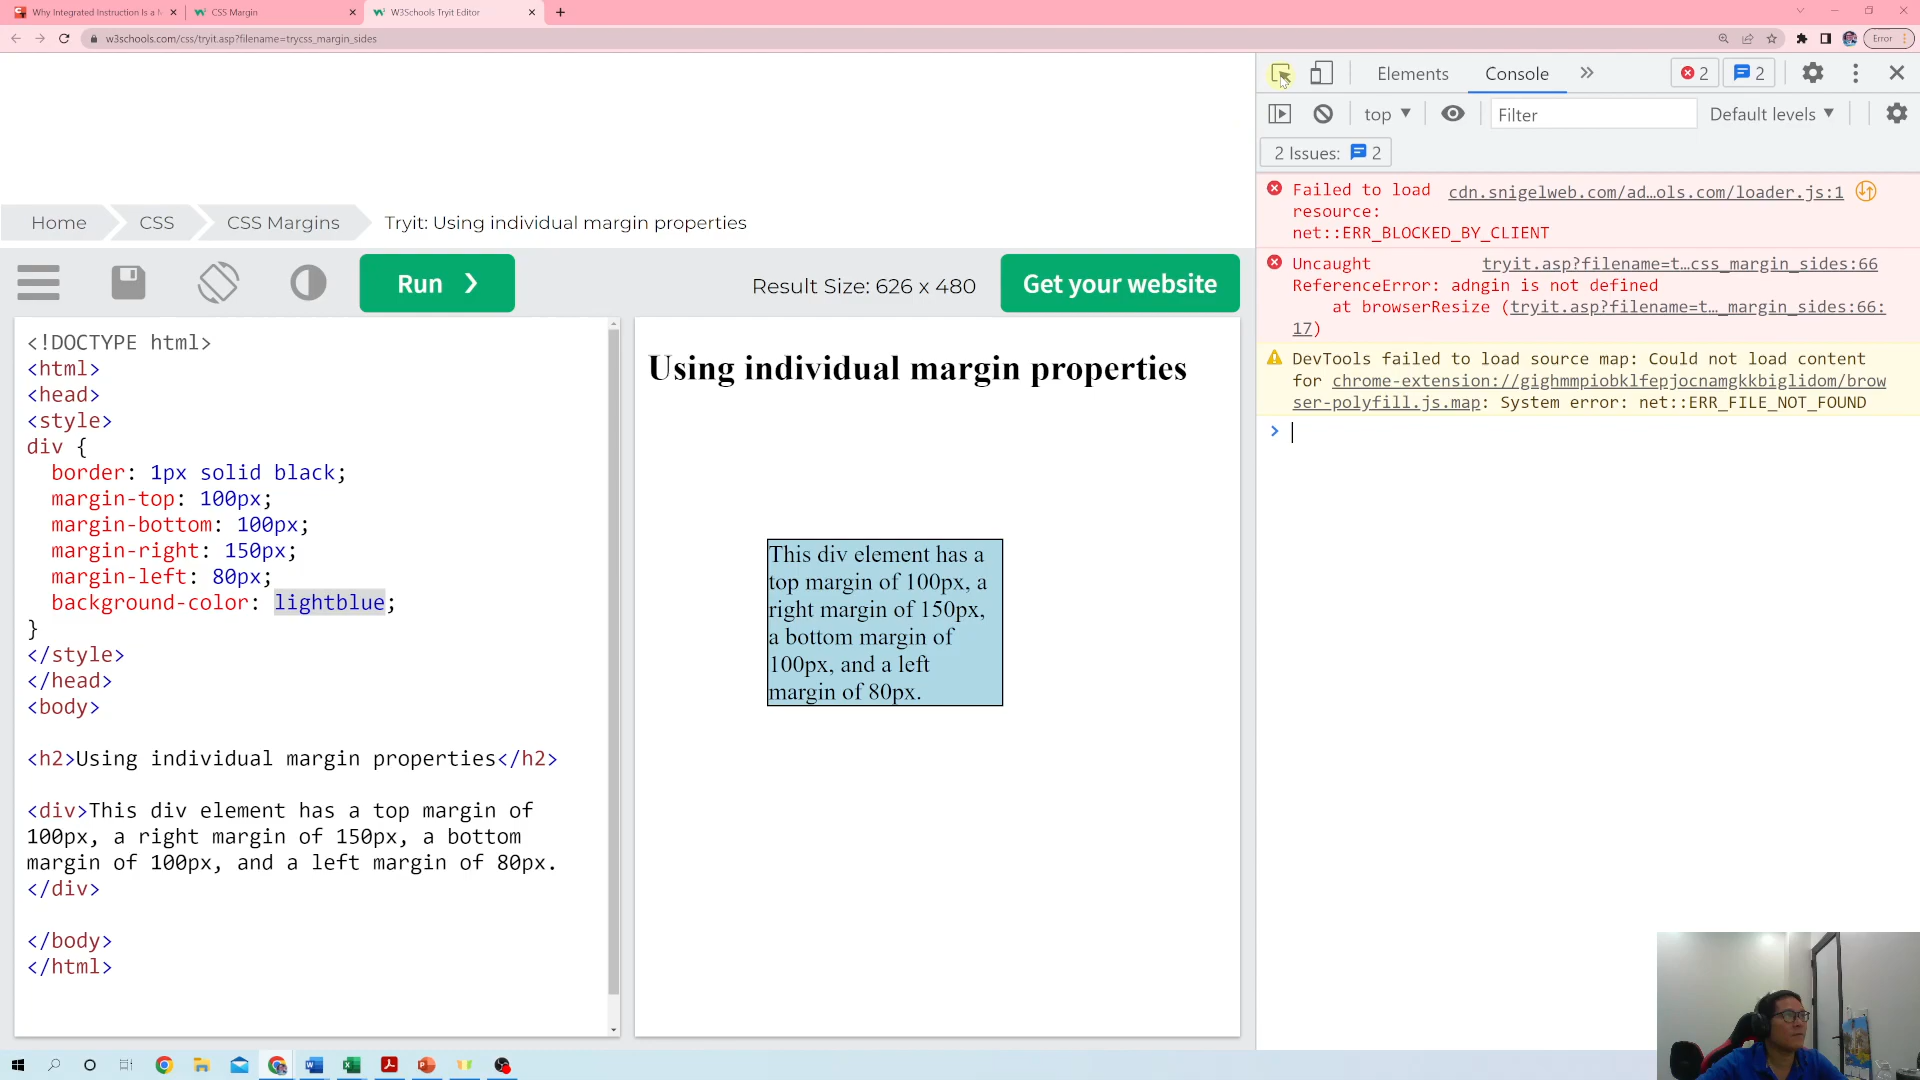 Why Integrated Instruction Is a
CSS Margin
W3Schools Tryit Editor
w3schools.com/css/tryit.asp?filename=trycss_margin_sides
Error
Elements
Console
2
2
top
Filter
Default levels
2 Issues:
2
Failed to load
cdn.snigelweb.com/ad…ols.com/loader.js:1
resource:
net::ERR_BLOCKED_BY_CLIENT
Uncaught
tryit.asp?filename=t…css_margin_sides:66
ReferenceError: adngin is not defined
at browserResize (tryit.asp?filename=t…_margin_sides:66:
17)
DevTools failed to load source map: Could not load content
for chrome-extension://gighmmpiobklfepjocnamgkkbiglidom/brow
ser-polyfill.js.map: System error: net::ERR_FILE_NOT_FOUND
Home
CSS
CSS Margins
Tryit: Using individual margin properties
Run ❯
Result Size: 626 x 480
Get your website
<!DOCTYPE html>
<html>
<head>
<style>
div {
border: 1px solid black;
margin-top: 100px;
margin-bottom: 100px;
margin-right: 150px;
margin-left: 80px;
background-color: lightblue;
}
</style>
</head>
<body>
<h2>Using individual margin properties</h2>
<div>This div element has a top margin of
100px, a right margin of 150px, a bottom
margin of 100px, and a left margin of 80px.
</div>
</body>
</html>
Using individual margin properties
This div element has a
top margin of 100px, a
right margin of 150px,
a bottom margin of
100px, and a left
margin of 80px.